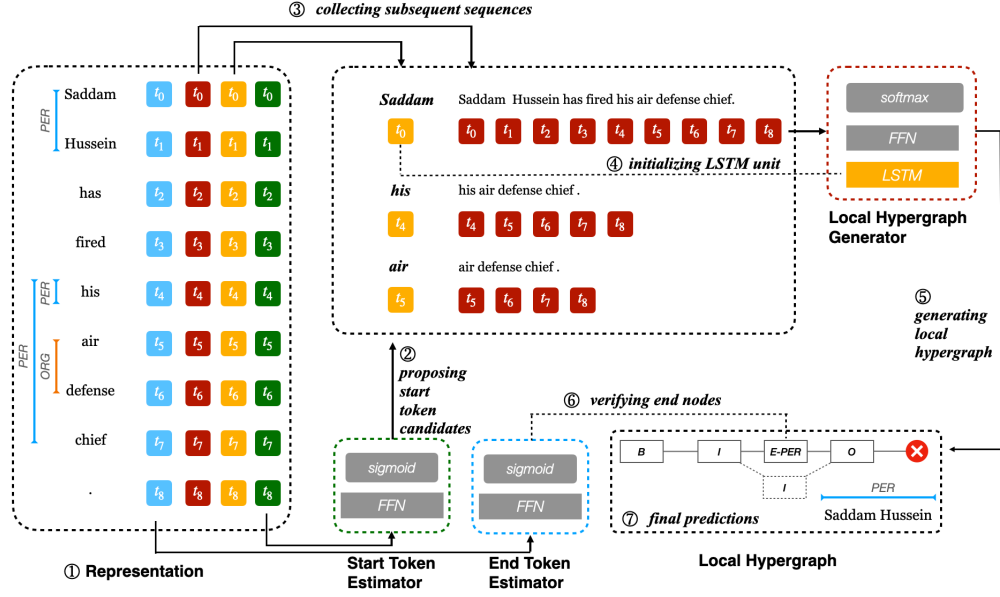 ③ collecting subsequent sequences
Saddam t0 t0 t0 t0
PER
Hussein t1 t1 t1 t1
has t2 t2 t2 t2
fired t3 t3 t3 t3
his t4 t4 t4 t4
PER
air t5 t5 t5 t5
PER
ORG
defense t6 t6 t6 t6
chief t7 t7 t7 t7
. t8 t8 t8 t8
① Representation
Saddam Saddam Hussein has fired his air defense chief.
t0 t0 t1 t2 t3 t4 t5 t6 t7 t8
④ initializing LSTM unit
his his air defense chief .
t4 t4 t5 t6 t7 t8
air air defense chief .
t5 t5 t6 t7 t8
softmax
FFN
LSTM
Local Hypergraph
Generator
⑤
generating
local
hypergraph
②
proposing
start
token
candidates
sigmoid
FFN
Start Token
Estimator
sigmoid
FFN
End Token
Estimator
⑥ verifying end nodes
B I E-PER O
I
PER
Saddam Hussein
⑦ final predictions
Local Hypergraph